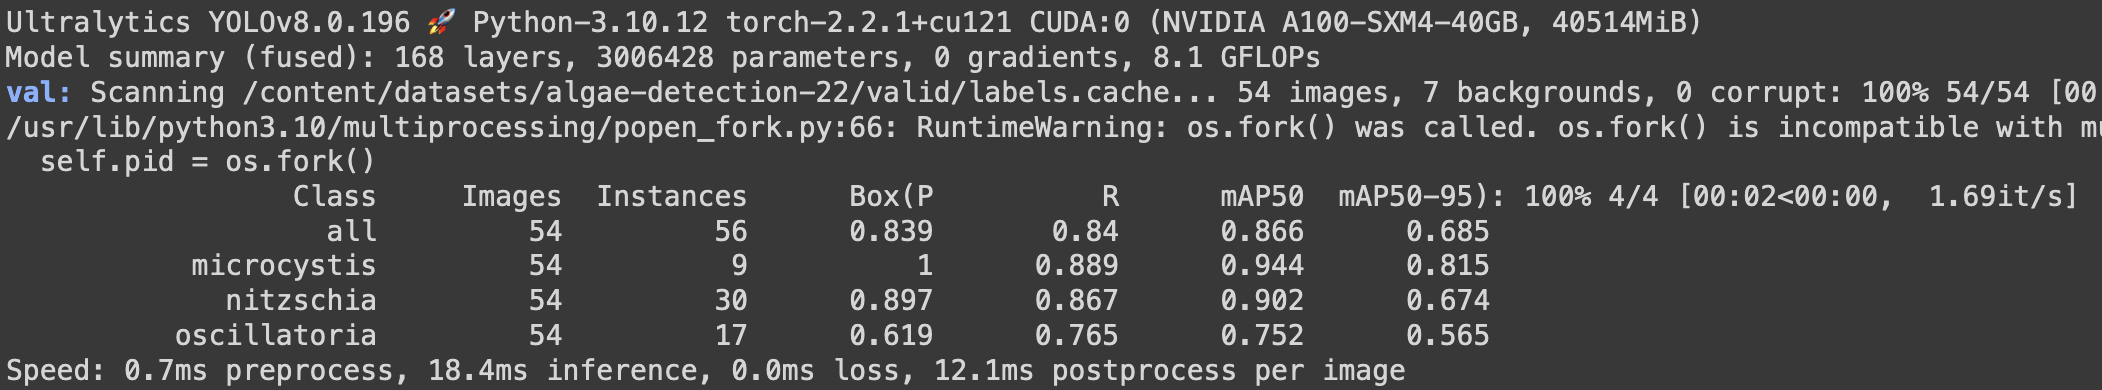 Ultralytics YOLOv8.0.196 🚀 Python-3.10.12 torch-2.2.1+cu121 CUDA:0 (NVIDIA A100-SXM4-40GB, 40514MiB)
Model summary (fused): 168 layers, 3006428 parameters, 0 gradients, 8.1 GFLOPs
val: Scanning /content/datasets/algae-detection-22/valid/labels.cache... 54 images, 7 backgrounds, 0 corrupt: 100% 54/54 [00
/usr/lib/python3.10/multiprocessing/popen_fork.py:66: RuntimeWarning: os.fork() was called. os.fork() is incompatible with
self.pid = os.fork()
Class Images Instances Box(P R mAP50 mAP50-95): 100% 4/4 [00:02<00:00, 1.69it/s]
all 54 56 0.839 0.84 0.866 0.685
microcystis 54 9 1 0.889 0.944 0.815
nitzschia 54 30 0.897 0.867 0.902 0.674
oscillatoria 54 17 0.619 0.765 0.752 0.565
Speed: 0.7ms preprocess, 18.4ms inference, 0.0ms loss, 12.1ms postprocess per image